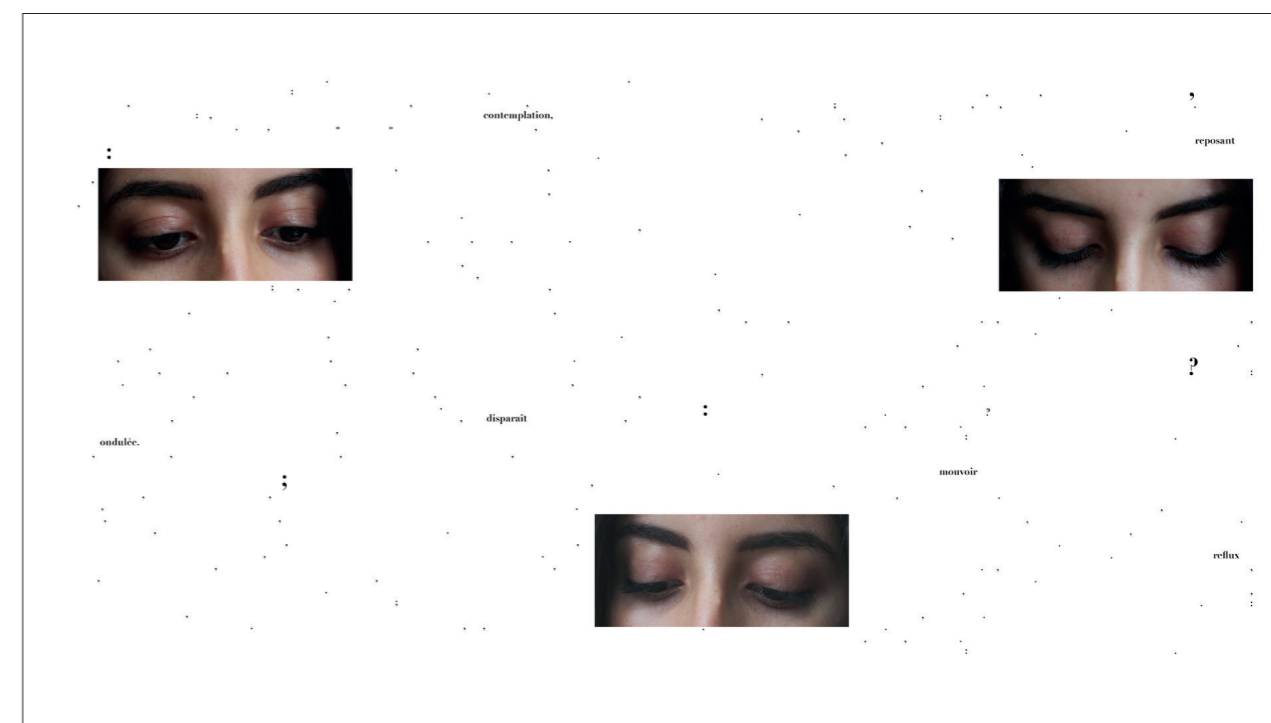 ,
contemplation,
reposant
:
?
:
?
disparaît
ondulée.
mouvoir
;
reflux